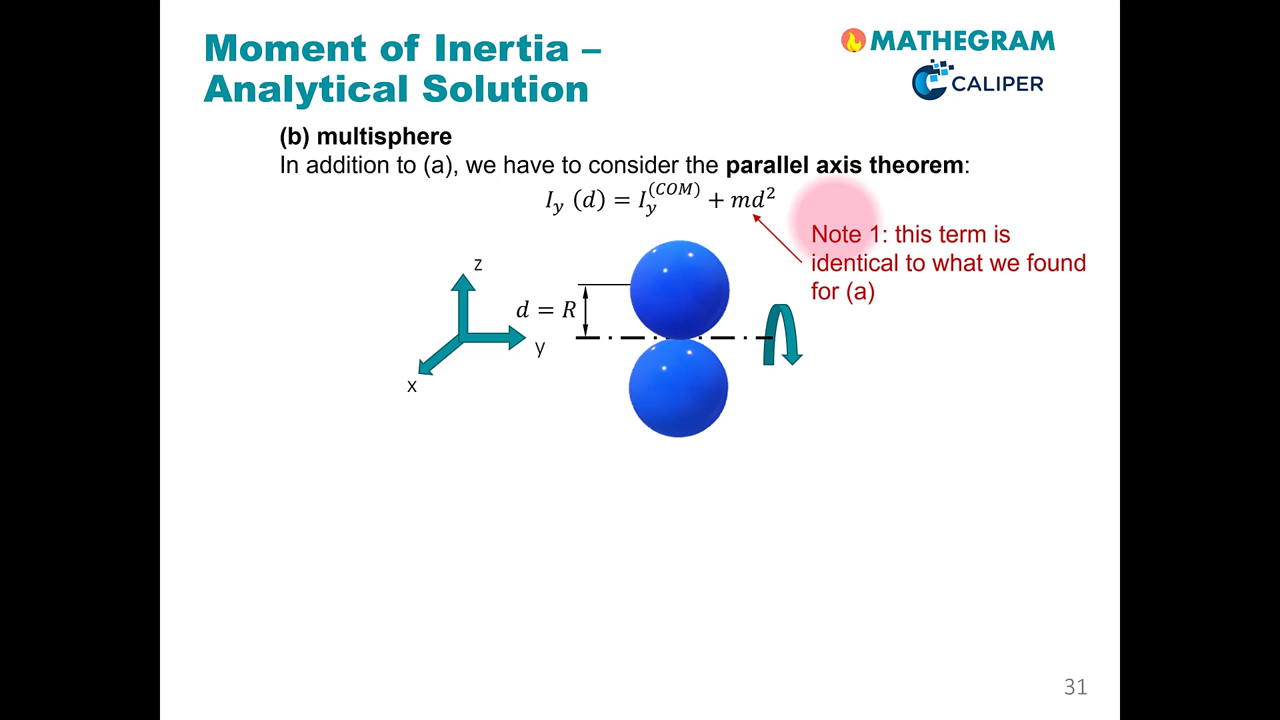 Moment of Inertia –
Analytical Solution
MATHEGRAM
CALIPER
(b) multisphere
In addition to (a), we have to consider the parallel axis theorem:
I_y (d) = I_y^(COM) + md²
Note 1: this term is
identical to what we found
for (a)
z
d = R
y
x
31